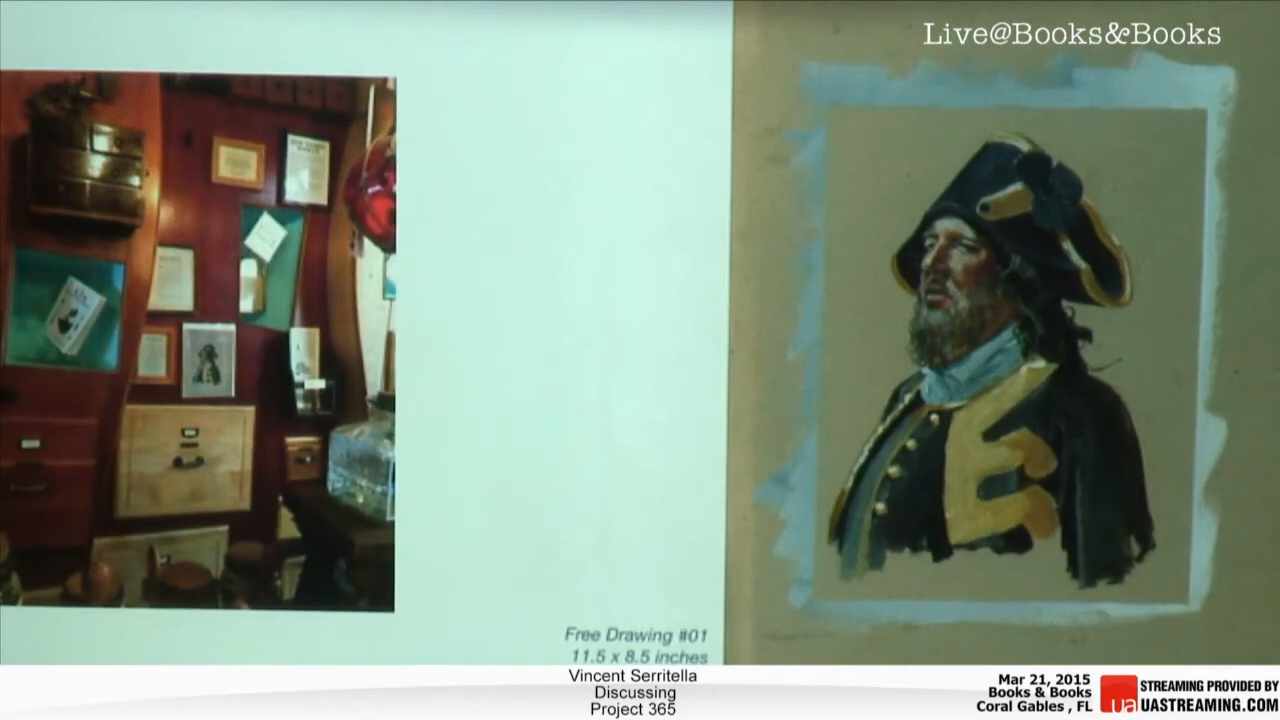 Live@Books&Books
Free Drawing #01
11.5 x 8.5 inches
Vincent Serritella
Discussing
Project 365
Mar 21, 2015
Books & Books
Coral Gables , FL
ua
STREAMING PROVIDED BY
UASTREAMING.COM